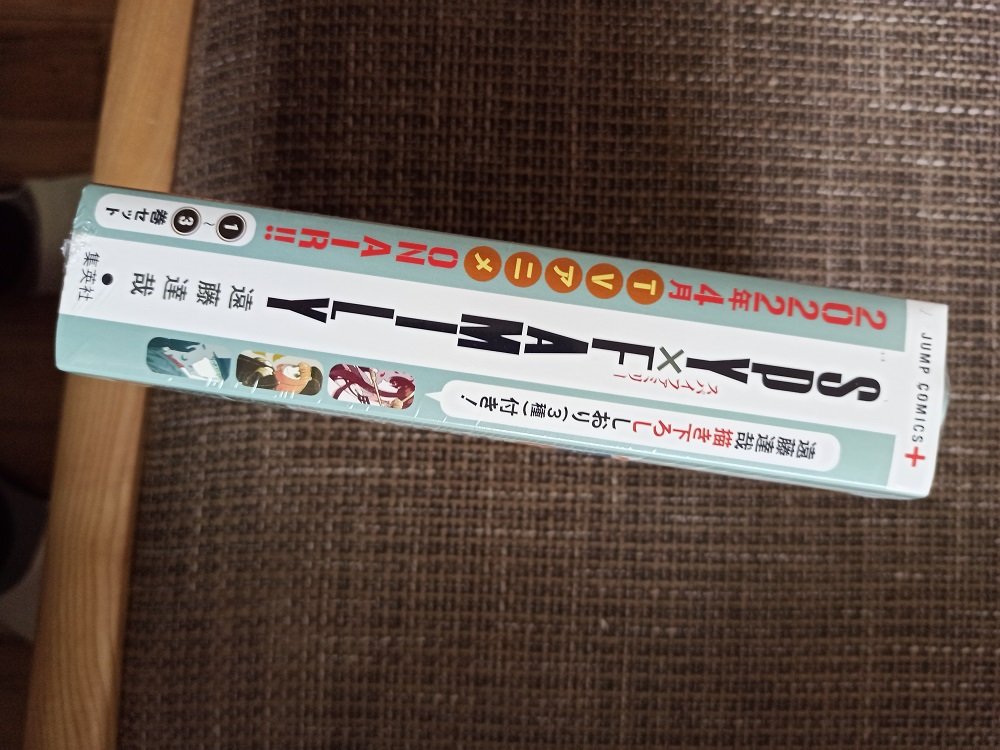 JUMP COMICS+
2022年4月TVアニメ ON AIR!!
1~3
巻セット
SPY×FAMILY
スパイファミリー
遠藤達哉
集英社
遠藤達哉 描き下ろししおり(3種)付き!